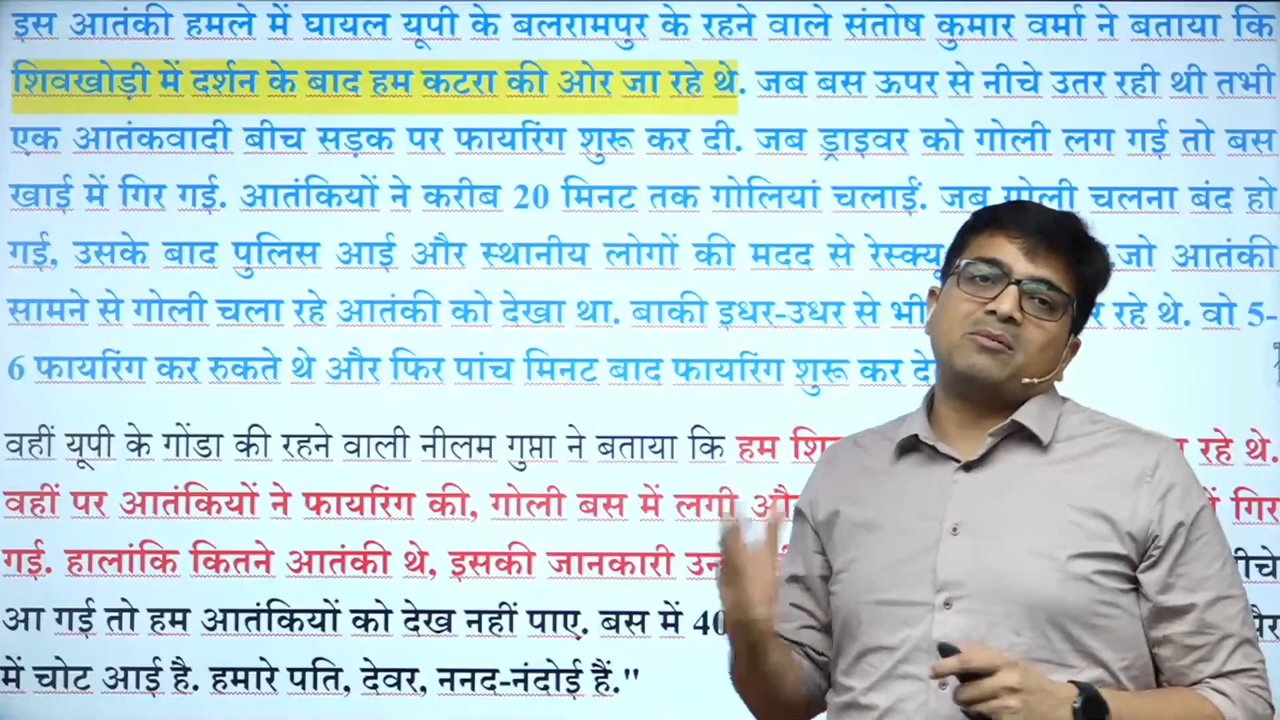 इस आतंकी हमले में घायल यूपी के बलरामपुर के रहने वाले संतोष कुमार वर्मा ने बताया कि
शिवखोड़ी में दर्शन के बाद हम कटरा की ओर जा रहे थे. जब बस ऊपर से नीचे उतर रही थी तभी
एक आतंकवादी बीच सड़क पर फायरिंग शुरू कर दी. जब ड्राइवर को गोली लग गई तो बस
खाई में गिर गई. आतंकियों ने करीब 20 मिनट तक गोलियां चलाईं. जब गोली चलना बंद हो
गई, उसके बाद पुलिस आई और स्थानीय लोगों की मदद से जो आतंकी
सामने से गोली चला रहे आतंकी को देखा था. बाकी इधर-उधर से भी रहे थे. वो 5-
6 फायरिंग कर रुकते थे और फिर पांच मिनट बाद फायरिंग शुरू कर
वहीं यूपी के गोंडा की रहने वाली नीलम गुप्ता ने बताया कि हम रहे थे.
वहीं पर आतंकियों ने फायरिंग की, गोली बस में लगी गिर
गई. हालांकि कितने आतंकी थे, इसकी जानकारी
आ गई तो हम आतंकियों को देख नहीं पाए. बस में 40
में चोट आई है. हमारे पति, देवर, ननद-नंदोई हैं."